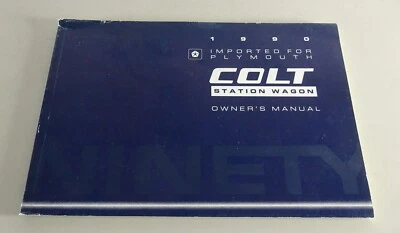 1990
IMPORTED FOR
PLYMOUTH
COLT
STATION WAGON
OWNER'S MANUAL
NINETY